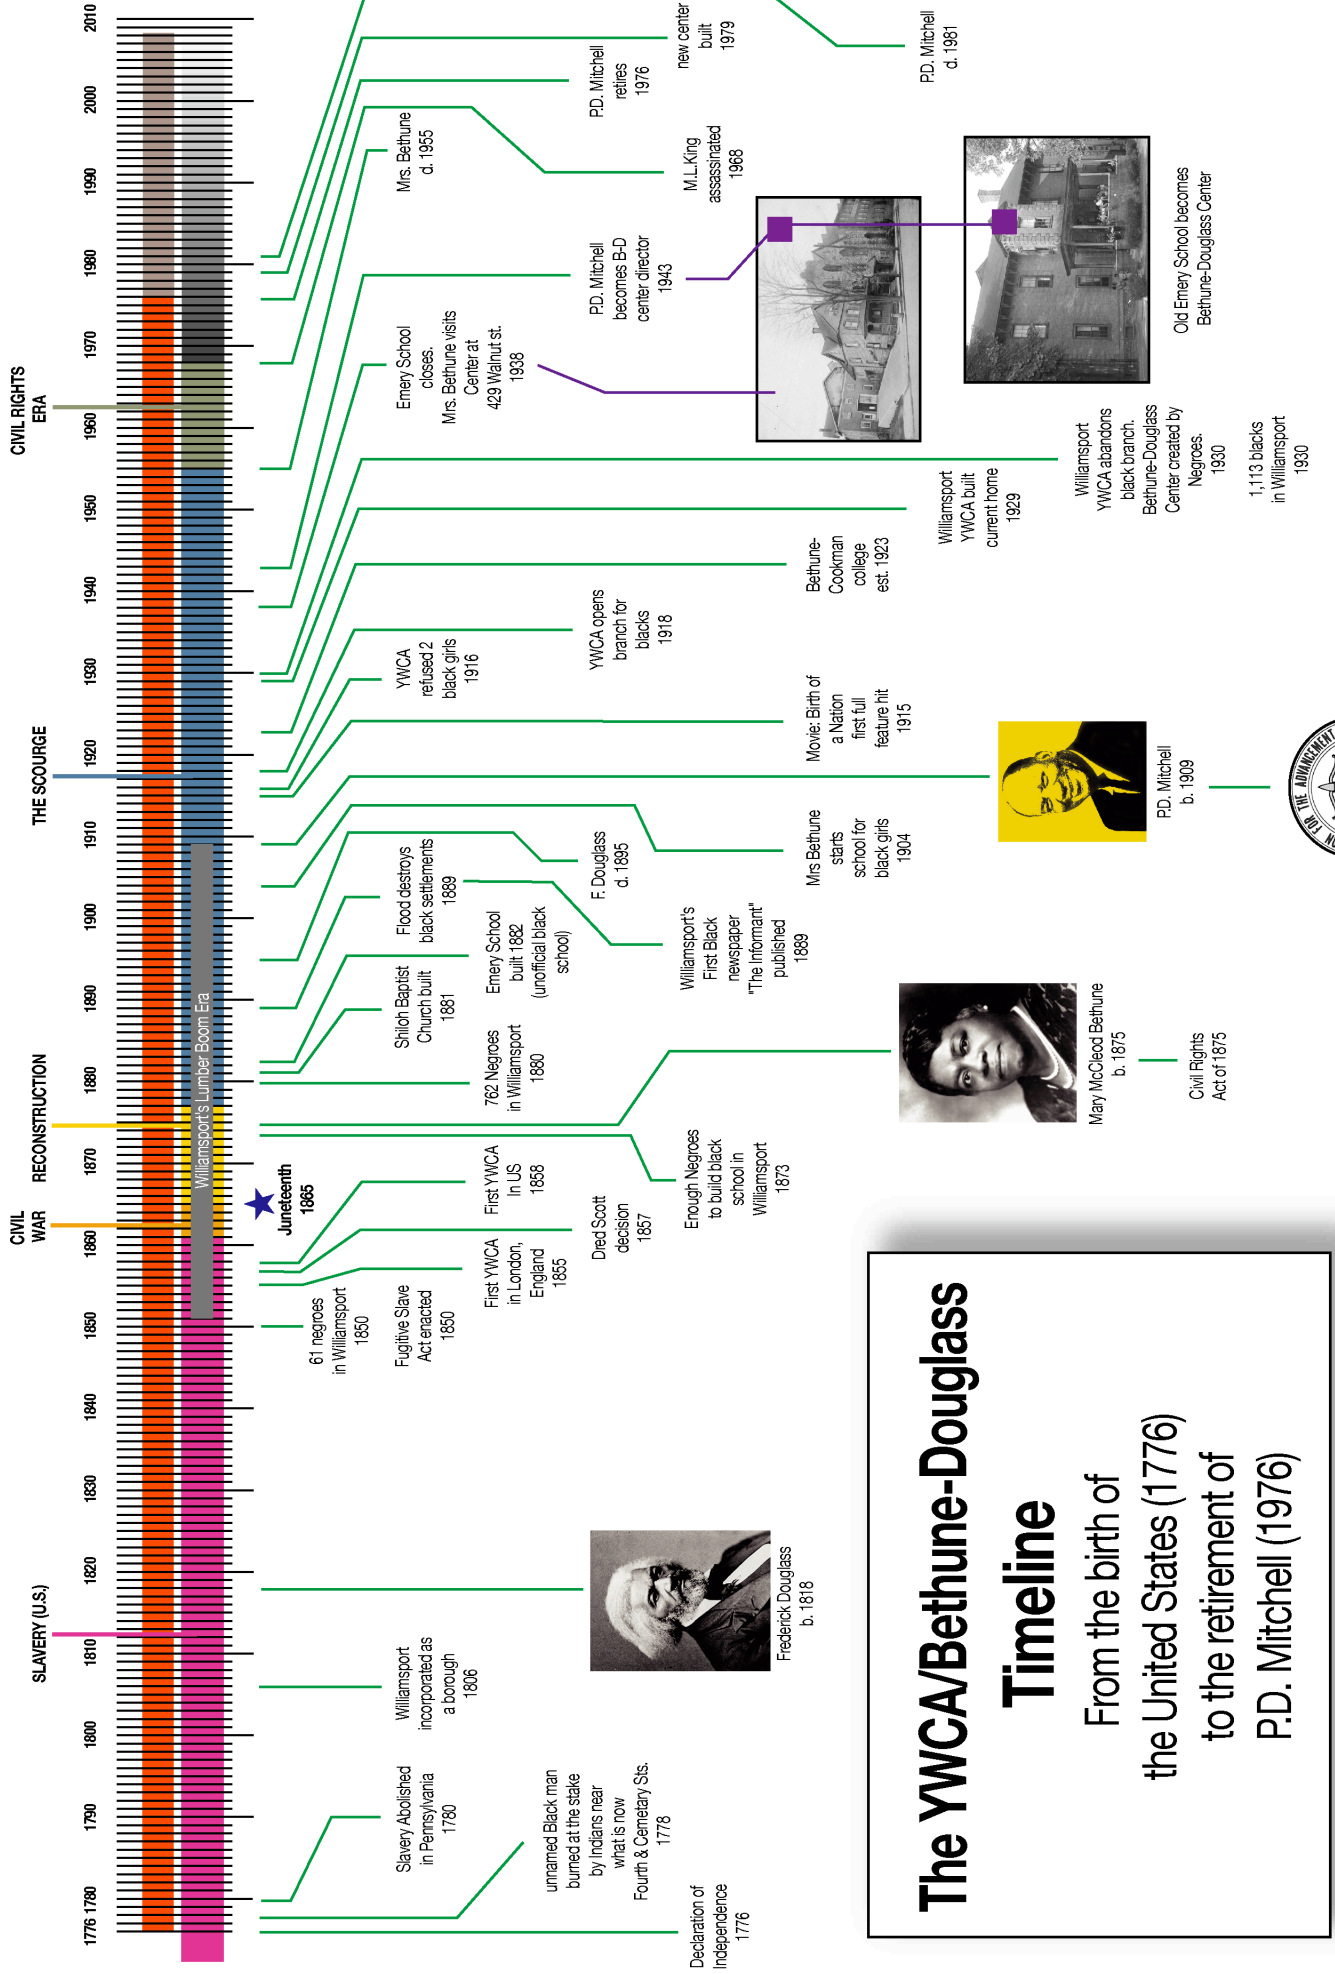 SLAVERY (U.S.)
CIVIL
WAR
RECONSTRUCTION
THE SCOURGE
CIVIL RIGHTS
ERA
1776
1780
1790
1800
1810
1820
1830
1840
1850
1860
1870
1880
1890
1900
1910
1920
1930
1940
1950
1960
1970
1980
1990
2000
2010
Williamsport's Lumber Boom Era
Juneteenth
1865
Declaration of
Independence
1776
unnamed Black man
burned at the stake
by Indians near
what is now
Fourth & Cemetary Sts.
1778
Slavery Abolished
in Pennsylvania
1780
Williamsport
incorporated as
a borough
1806
Frederick Douglass
b. 1818
61 negroes
in Williamsport
1850
Fugitive Slave
Act enacted
1850
First YWCA
in London,
England
1855
Dred Scott
decision
1857
First YWCA
In US
1858
Enough Negroes
to build black
school in
Williamsport
1873
Mary McCleod Bethune
b. 1875
Civil Rights
Act of 1875
762 Negroes
in Williamsport
1880
Shiloh Baptist
Church built
1881
Emery School
built 1882
(unofficial black
school)
Flood destroys
black settlements
1889
Williamsport's
First Black
newspaper
"The Informant"
published
1889
F. Douglass
d. 1895
Mrs Bethune
starts
school for
black girls
1904
P.D. Mitchell
b. 1909
ON FOR THE ADVANCEMENT
Movie: Birth of
a Nation
first full
feature hit
1915
YWCA
refused 2
black girls
1916
YWCA opens
branch for
blacks
1918
Bethune-
Cookman
college
est. 1923
Williamsport
YWCA built
current home
1929
Williamsport
YWCA abandons
black branch.
Bethune-Douglass
Center created by
Negroes.
1930
1,113 blacks
in Williamsport
1930
Emery School
closes.
Mrs. Bethune visits
Center at
429 Walnut st.
1938
P.D. Mitchell
becomes B-D
center director
1943
Old Emery School becomes
Bethune-Douglass Center
Mrs. Bethune
d. 1955
M.L.King
assassinated
1968
P.D. Mitchell
retires
1976
new center
built
1979
P.D. Mitchell
d. 1981
The YWCA/Bethune-Douglass
Timeline
From the birth of
the United States (1776)
to the retirement of
P.D. Mitchell (1976)